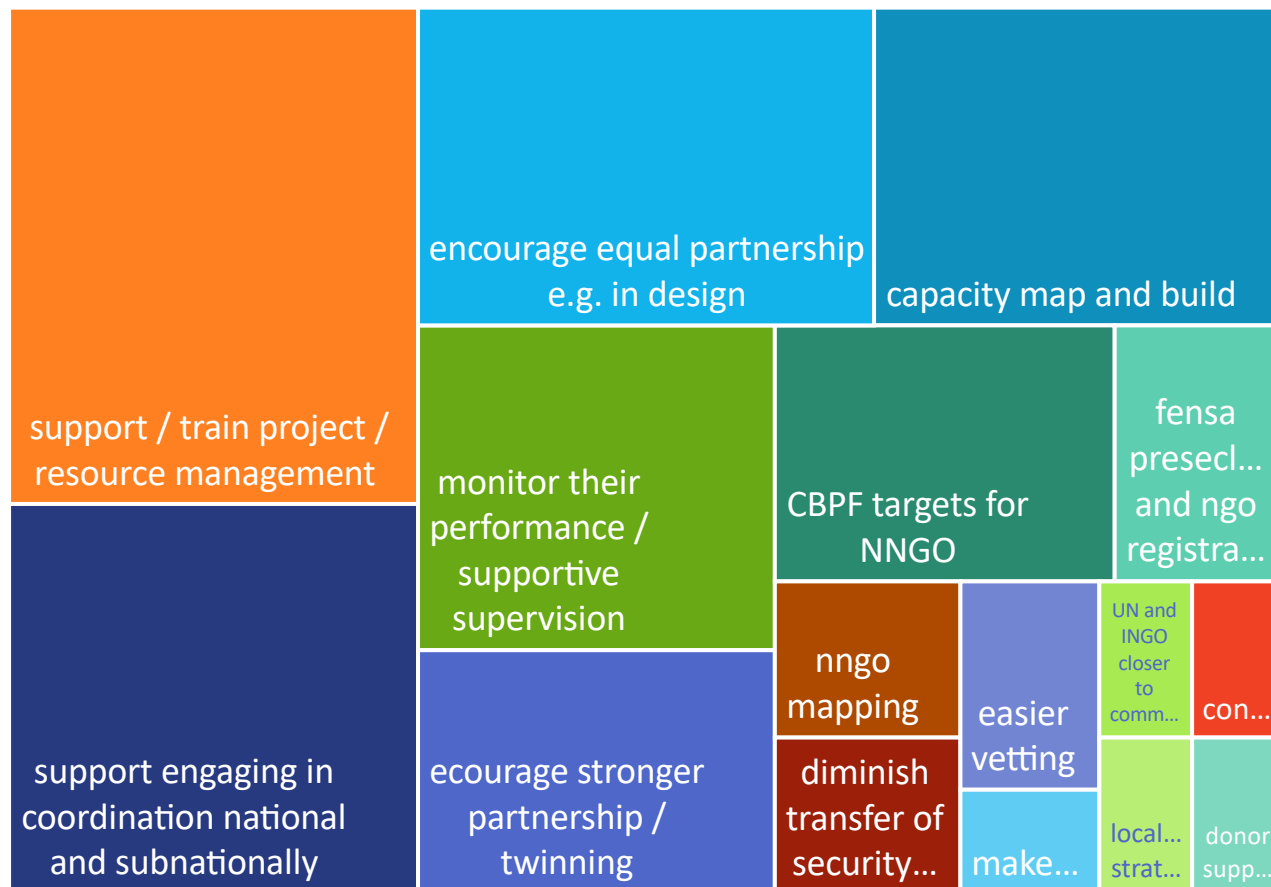 support / train project /
resource management
support engaging in
coordination national
and subnationally
encourage equal partnership
e.g. in design
capacity map and build
monitor their
performance /
supportive
supervision
ecourage stronger
partnership /
twinning
CBPF targets for
NNGO
fensa
presecl...
and ngo
registra...
nngo
mapping
diminish
transfer of
security...
easier
vetting
make...
UN and
INGO
closer
to
comm...
con...
local...
strat...
donor
supp...